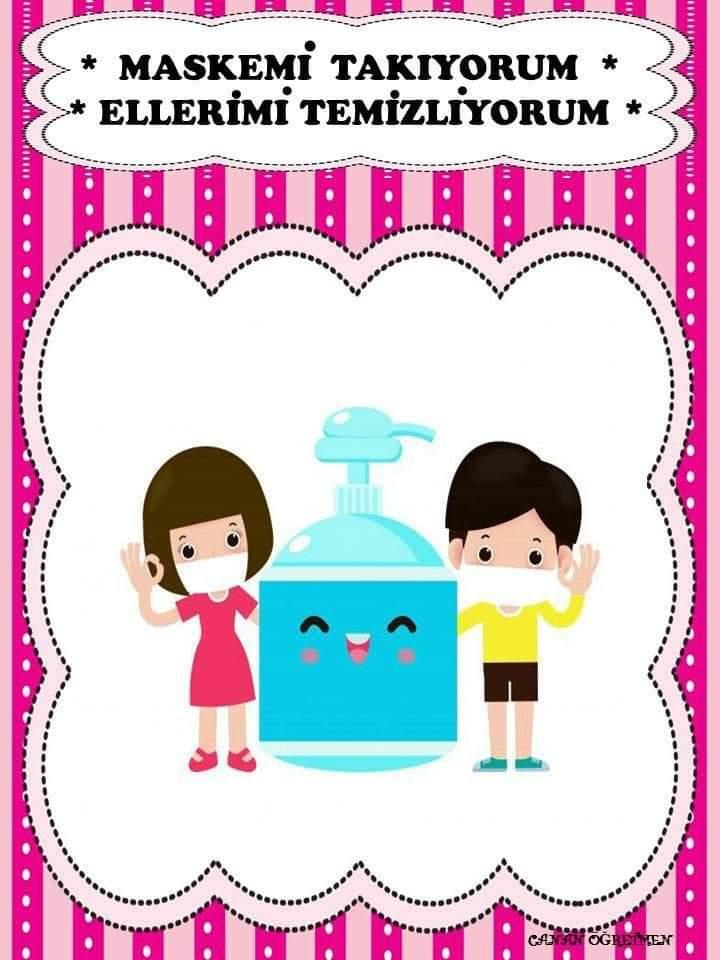 * MASKEMİ TAKIYORUM *
* ELLERİMİ TEMİZLİYORUM *
CANAN ÖĞRETMEN